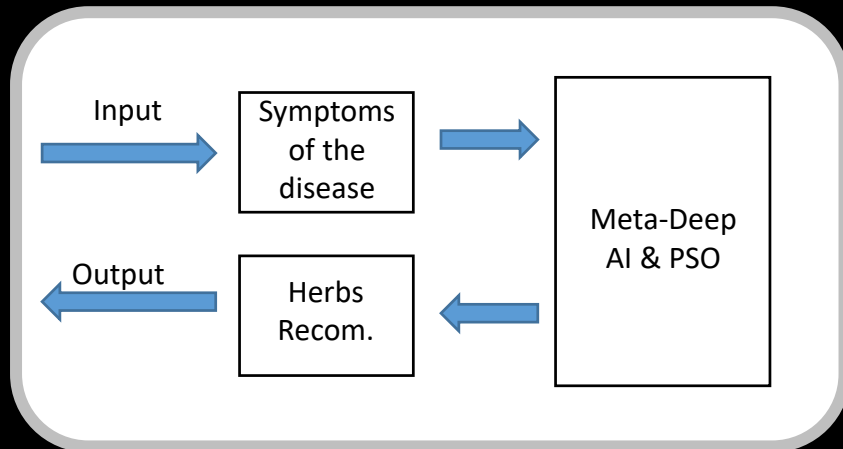 Input
Symptoms
of the
disease
Meta-Deep
AI & PSO
Output
Herbs
Recom.